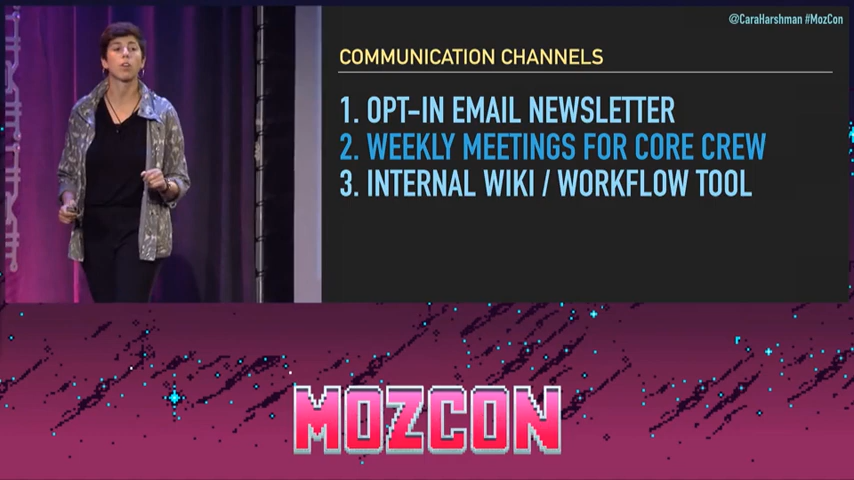 @CaraHarshman #MozCon
COMMUNICATION CHANNELS
1. OPT-IN EMAIL NEWSLETTER
2. WEEKLY MEETINGS FOR CORE CREW
3. INTERNAL WIKI / WORKFLOW TOOL
MOZCON